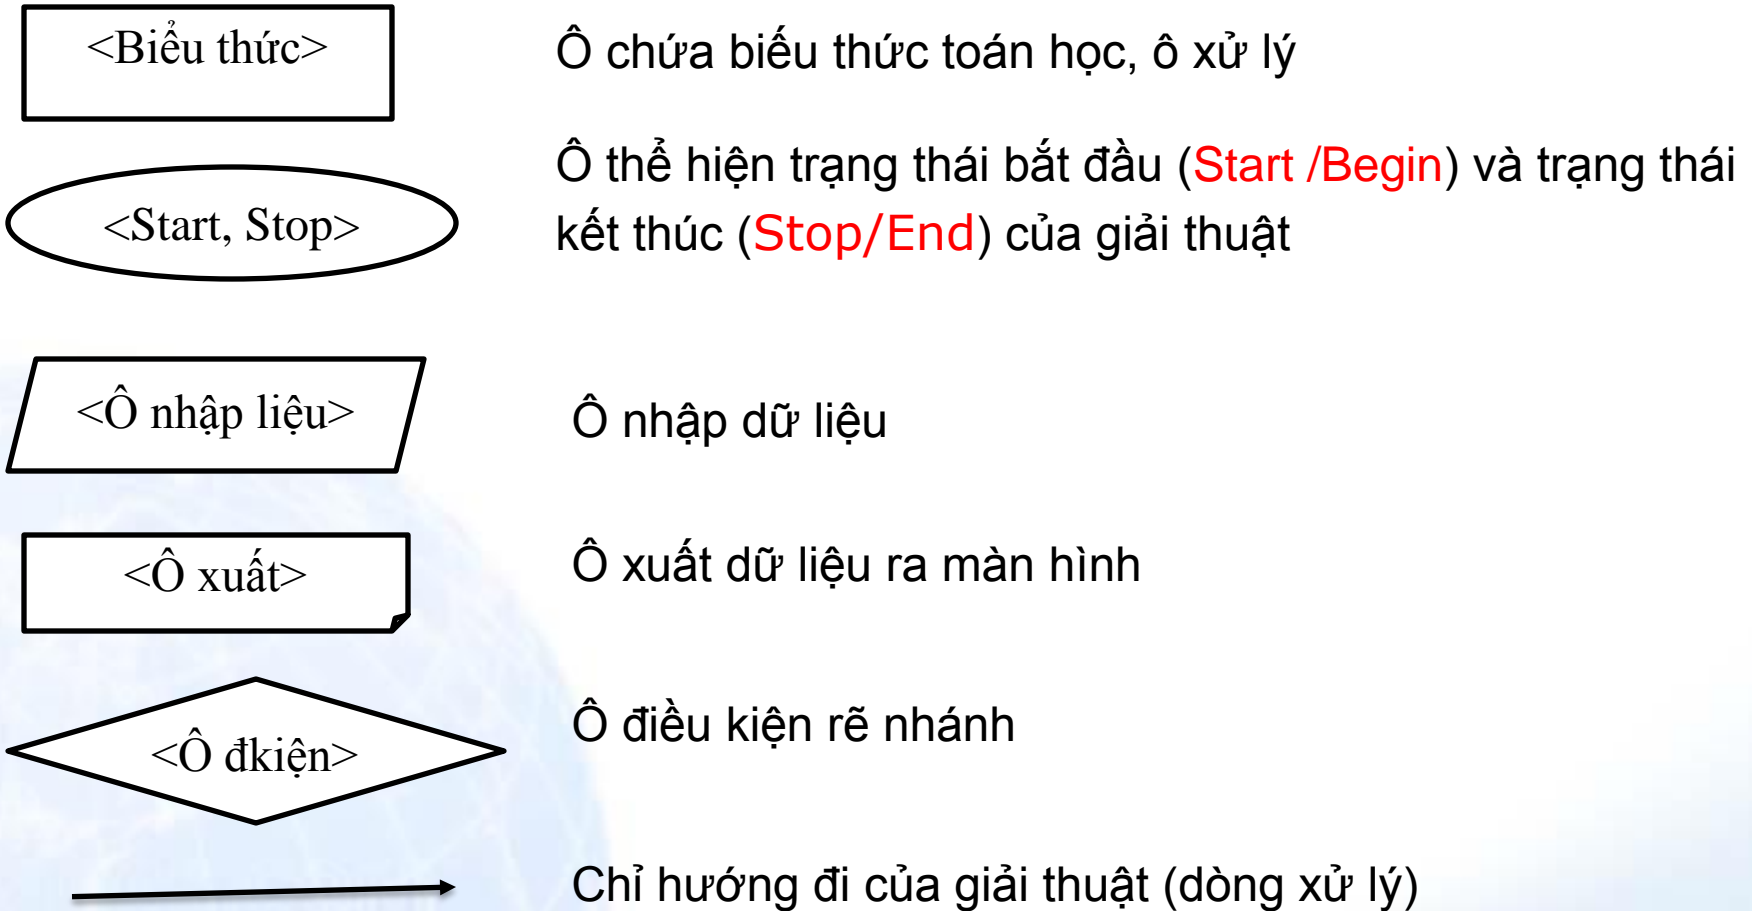 <Biểu thức>
Ô chứa biếu thức toán học, ô xử lý
<Start, Stop>
Ô thể hiện trạng thái bắt đầu (Start /Begin) và trạng thái
kết thúc (Stop/End) của giải thuật
<Ô nhập liệu>
Ô nhập dữ liệu
<Ô xuất>
Ô xuất dữ liệu ra màn hình
<Ô đkiện>
Ô điều kiện rẽ nhánh
Chỉ hướng đi của giải thuật (dòng xử lý)